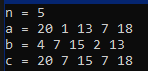 n = 5
a = 20 1 13 7 18
b = 4 7 15 2 13
c = 20 7 15 7 18